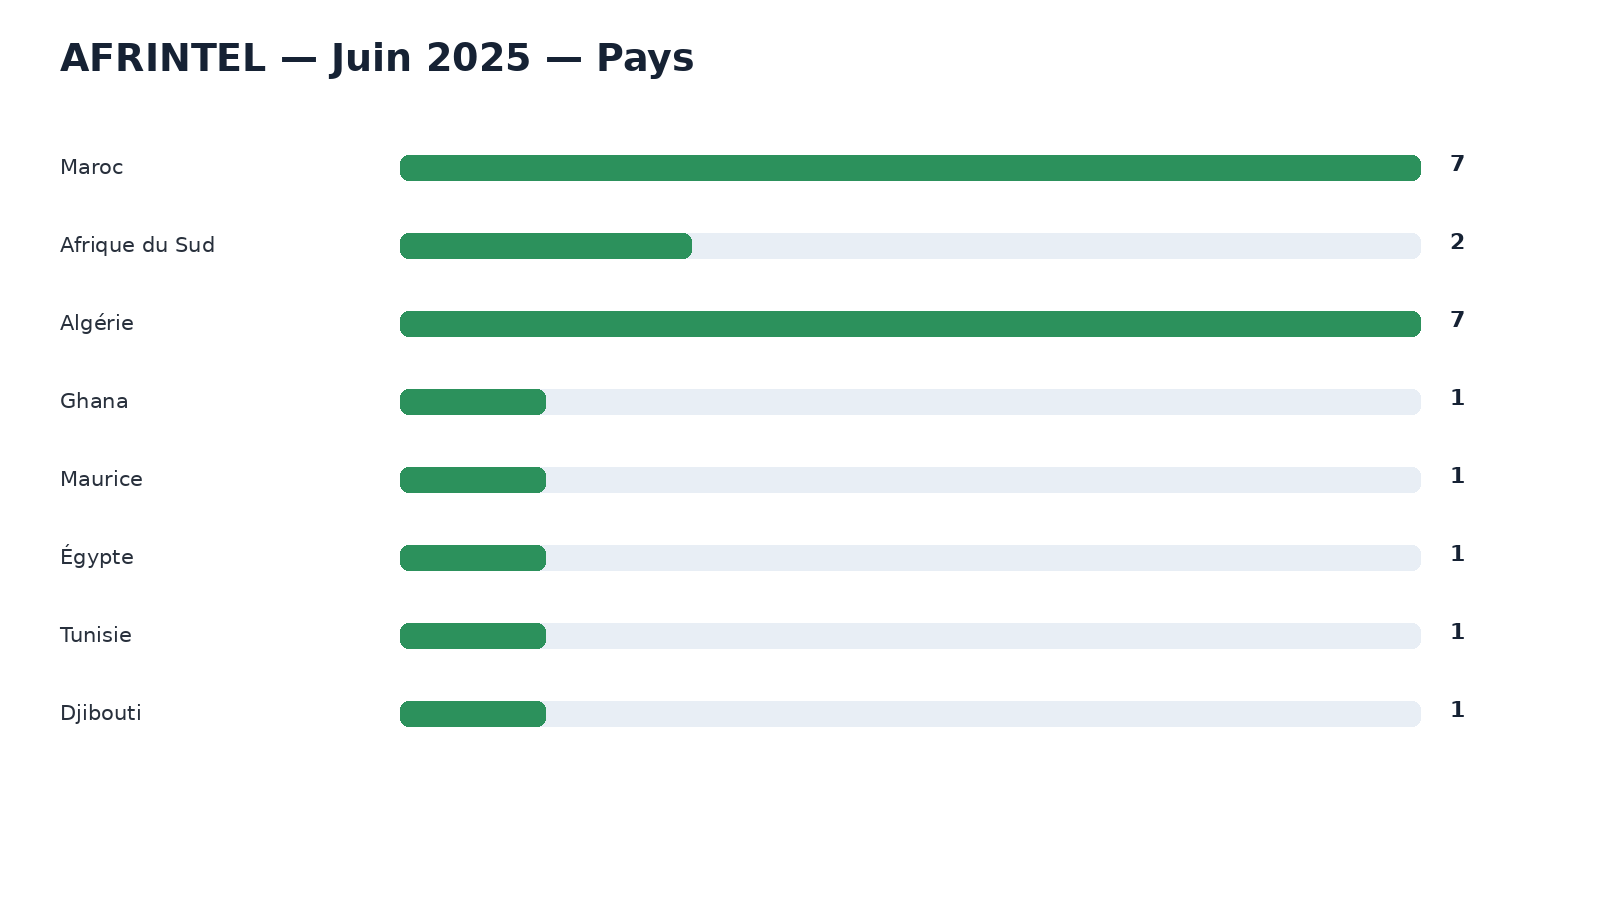 AFRINTEL — Juin 2025 — Pays
Maroc 7
Afrique du Sud 2
Algérie 7
Ghana 1
Maurice 1
Égypte 1
Tunisie 1
Djibouti 1